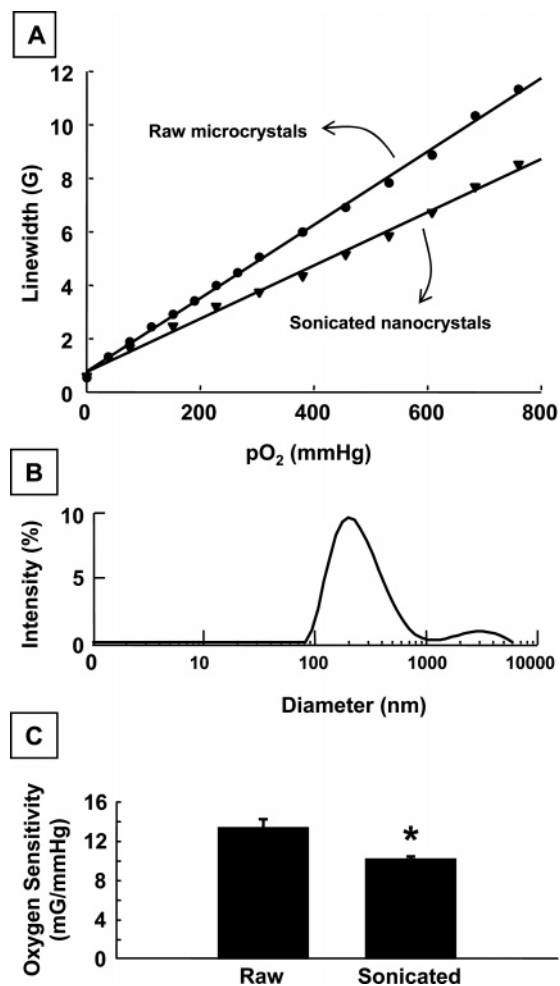 A
12
10
8
6
4
2
0
Linewidth (G)
Raw microcrystals
Sonicated nanocrystals
0 200 400 600 800
pO2 (mmHg)
B
10
5
0
Intensity (%)
0 10 100 1000 10000
Diameter (nm)
C
16
12
8
4
0
Oxygen Sensitivity
(mG/mmHg)
*
Raw Sonicated